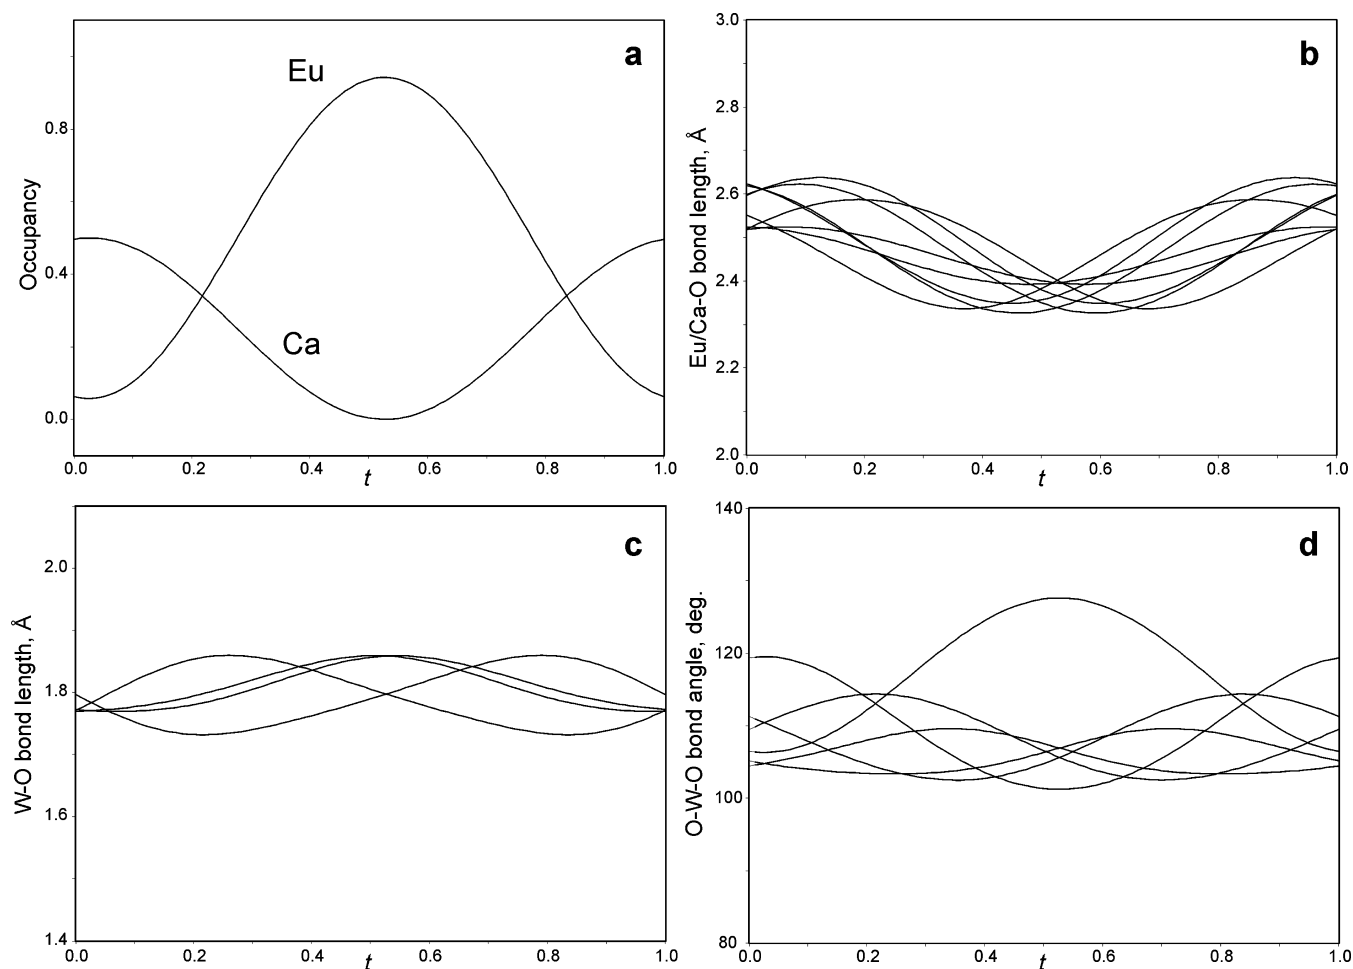 a
Eu
Ca
Occupancy
0.8
0.4
0.0
0.0 0.2 0.4 0.6 0.8 1.0
t
b
Eu/Ca-O bond length, Å
3.0
2.8
2.6
2.4
2.2
2.0
0.0 0.2 0.4 0.6 0.8 1.0
t
c
W-O bond length, Å
2.0
1.8
1.6
1.4
0.0 0.2 0.4 0.6 0.8 1.0
t
d
O-W-O bond angle, deg.
140
120
100
80
0.0 0.2 0.4 0.6 0.8 1.0
t